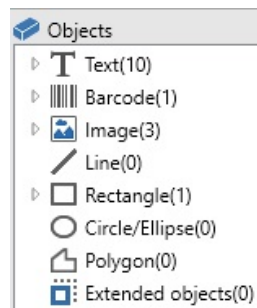 Objects
Text(10)
Barcode(1)
Image(3)
Line(0)
Rectangle(1)
Circle/Ellipse(0)
Polygon(0)
Extended objects(0)